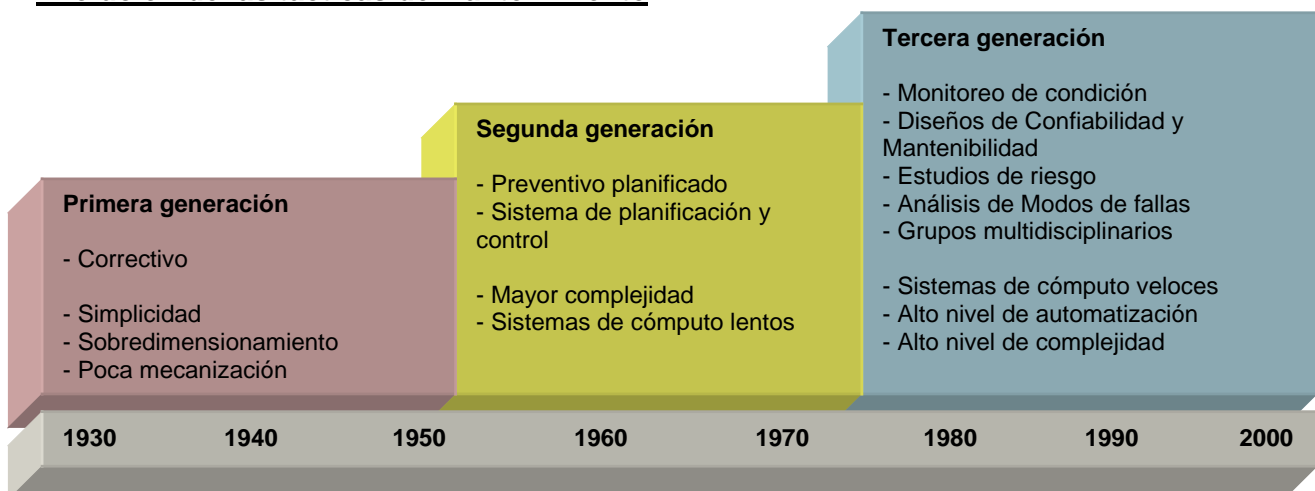 Primera generación
- Correctivo
- Simplicidad
- Sobredimensionamiento
- Poca mecanización
Segunda generación
- Preventivo planificado
- Sistema de planificación y
control
- Mayor complejidad
- Sistemas de cómputo lentos
Tercera generación
- Monitoreo de condición
- Diseños de Confiabilidad y
Mantenibilidad
- Estudios de riesgo
- Análisis de Modos de fallas
- Grupos multidisciplinarios
- Sistemas de cómputo veloces
- Alto nivel de automatización
- Alto nivel de complejidad
1930 1940 1950 1960 1970 1980 1990 2000